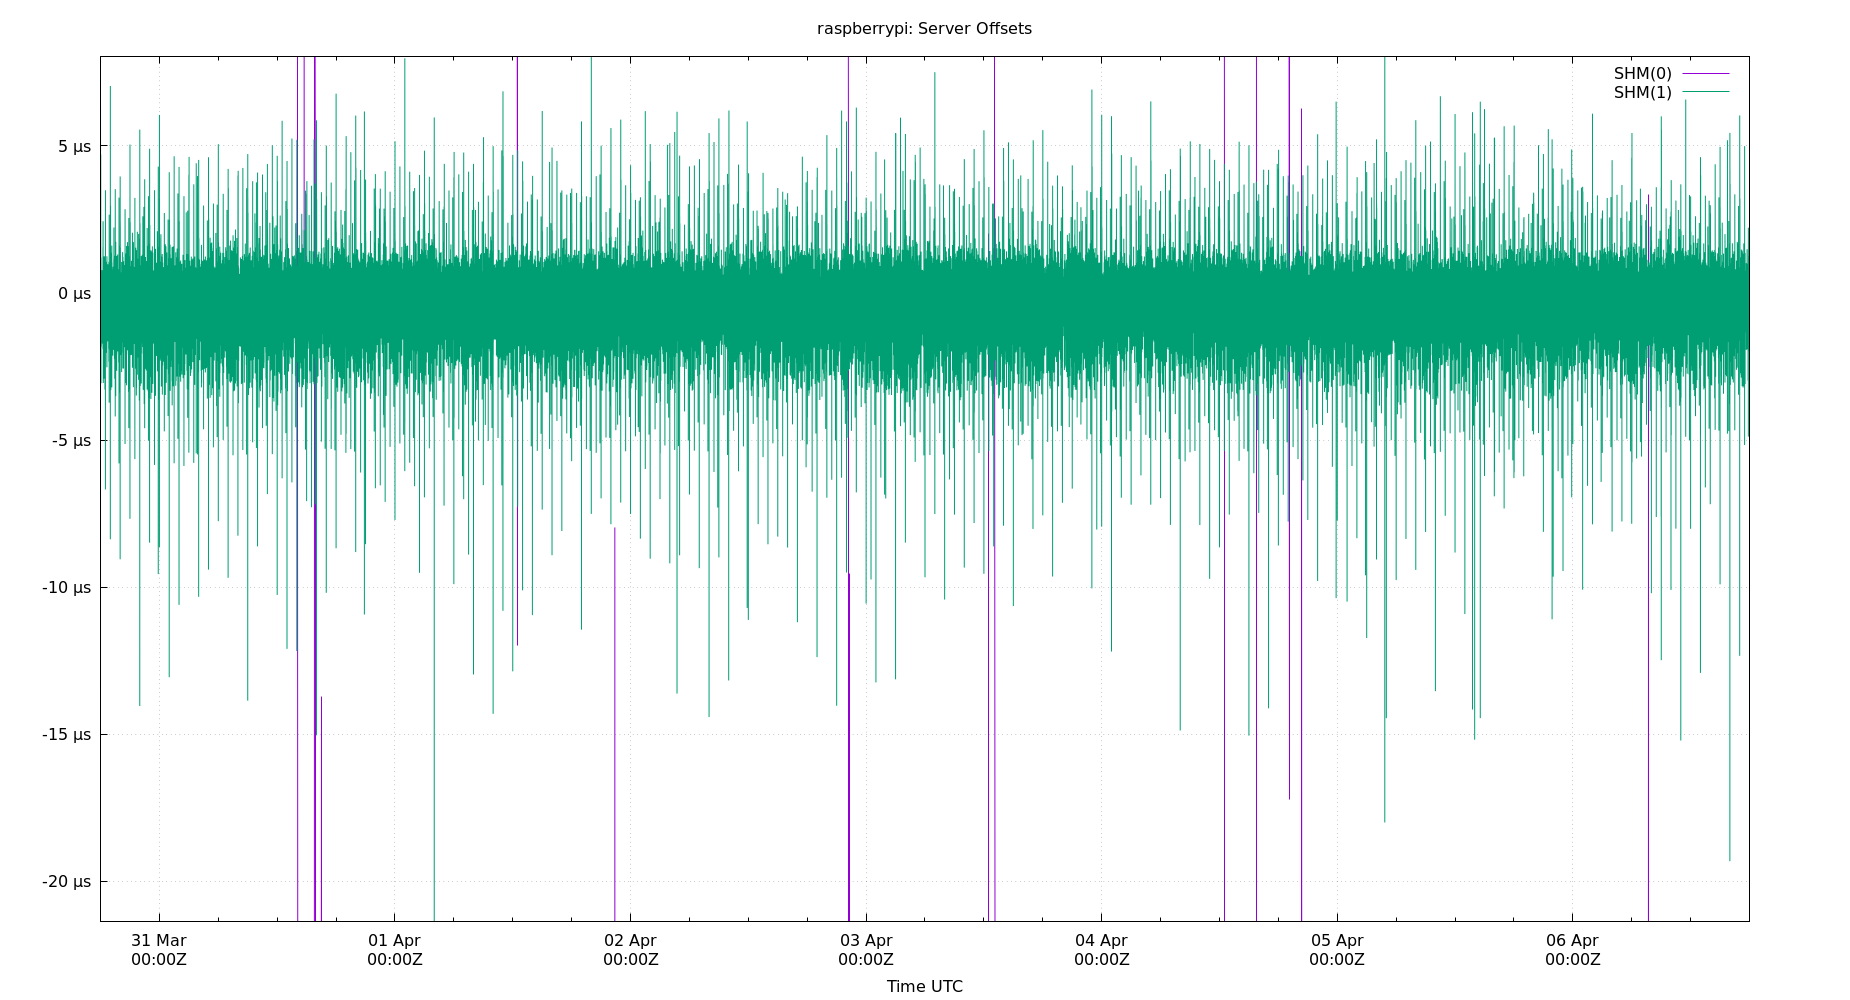 raspberrypi: Server Offsets
SHM(0)
SHM(1)
5 µs
0 µs
-5 µs
-10 µs
-15 µs
-20 µs
31 Mar 01 Apr 02 Apr 03 Apr 04 Apr 05 Apr 06 Apr
00:00Z 00:00Z 00:00Z 00:00Z 00:00Z 00:00Z 00:00Z
Time UTC